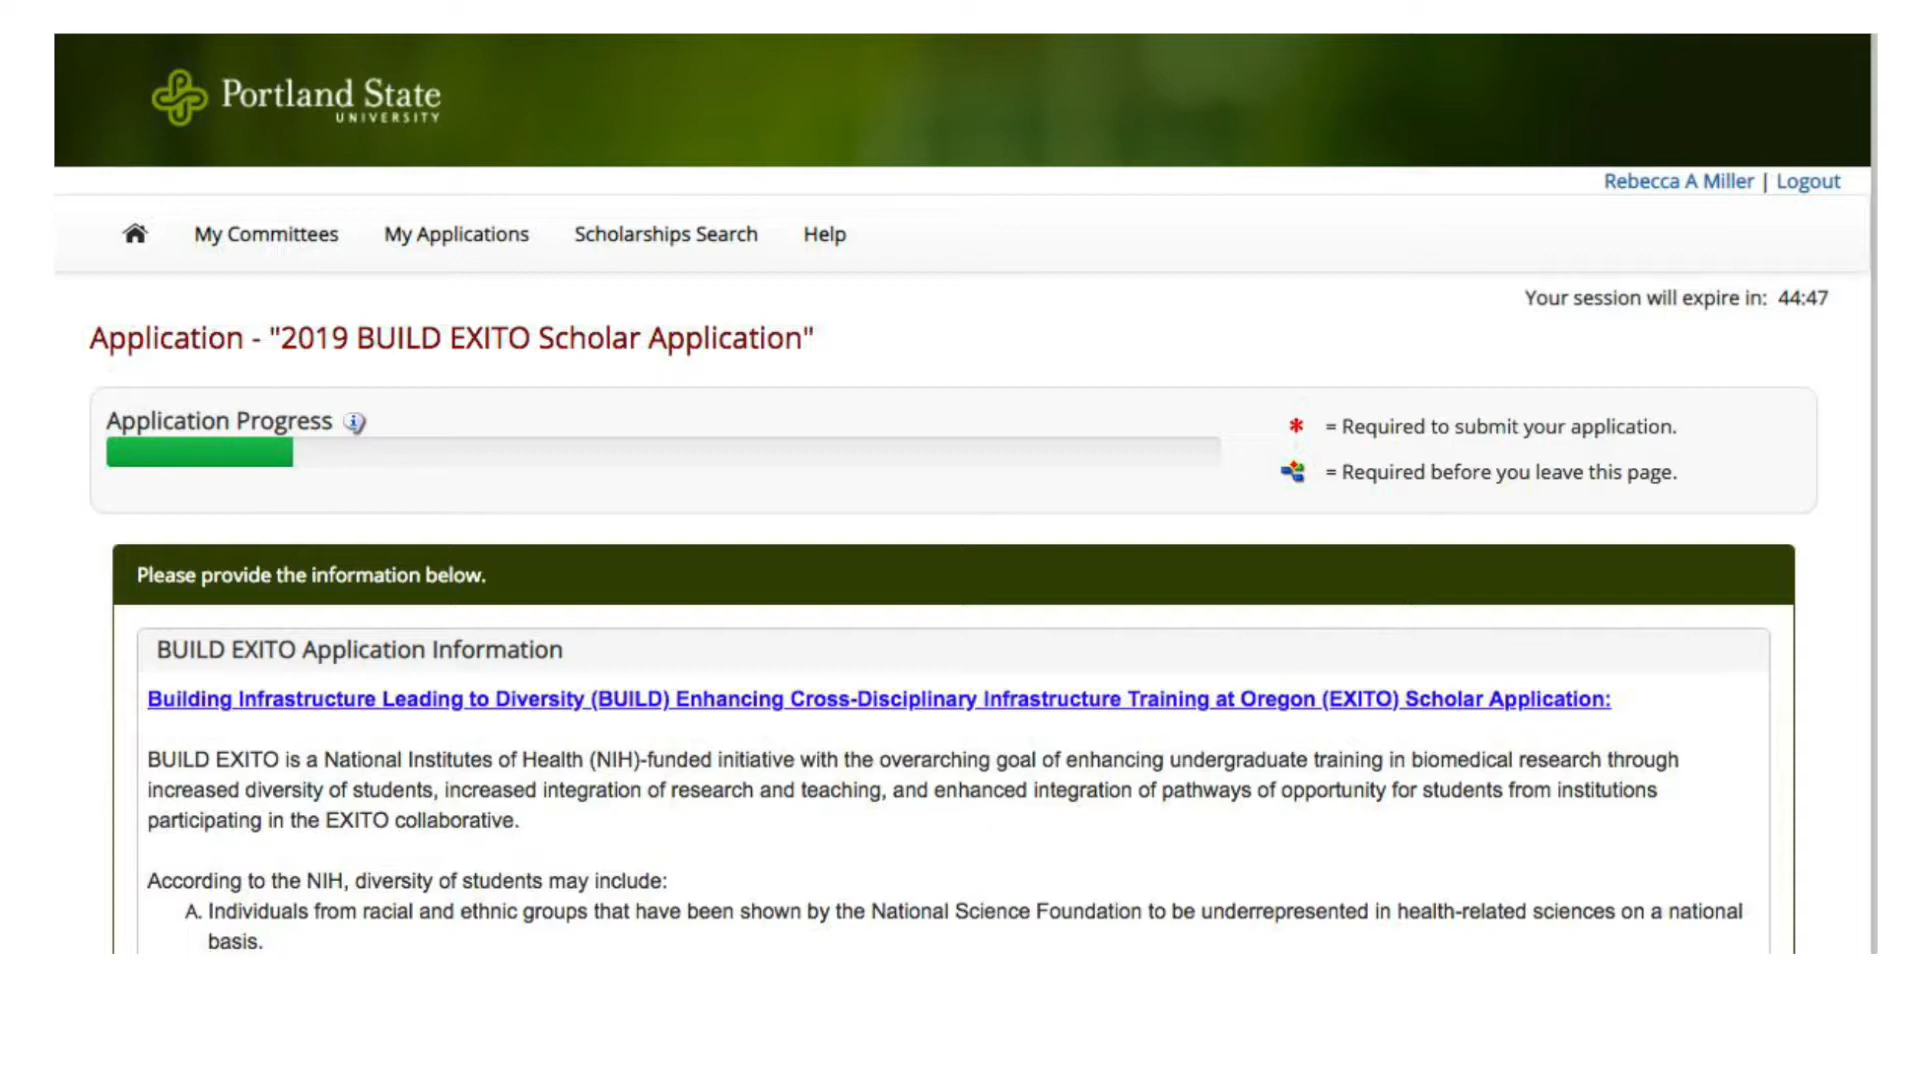 Portland State
UNIVERSITY
Rebecca A Miller | Logout
My Committees My Applications Scholarships Search Help
Your session will expire in: 44:47
Application - "2019 BUILD EXITO Scholar Application"
Application Progress
* = Required to submit your application.
= Required before you leave this page.
Please provide the information below.
BUILD EXITO Application Information
Building Infrastructure Leading to Diversity (BUILD) Enhancing Cross-Disciplinary Infrastructure Training at Oregon (EXITO) Scholar Application:
BUILD EXITO is a National Institutes of Health (NIH)-funded initiative with the overarching goal of enhancing undergraduate training in biomedical research through
increased diversity of students, increased integration of research and teaching, and enhanced integration of pathways of opportunity for students from institutions
participating in the EXITO collaborative.
According to the NIH, diversity of students may include:
A. Individuals from racial and ethnic groups that have been shown by the National Science Foundation to be underrepresented in health-related sciences on a national
basis.